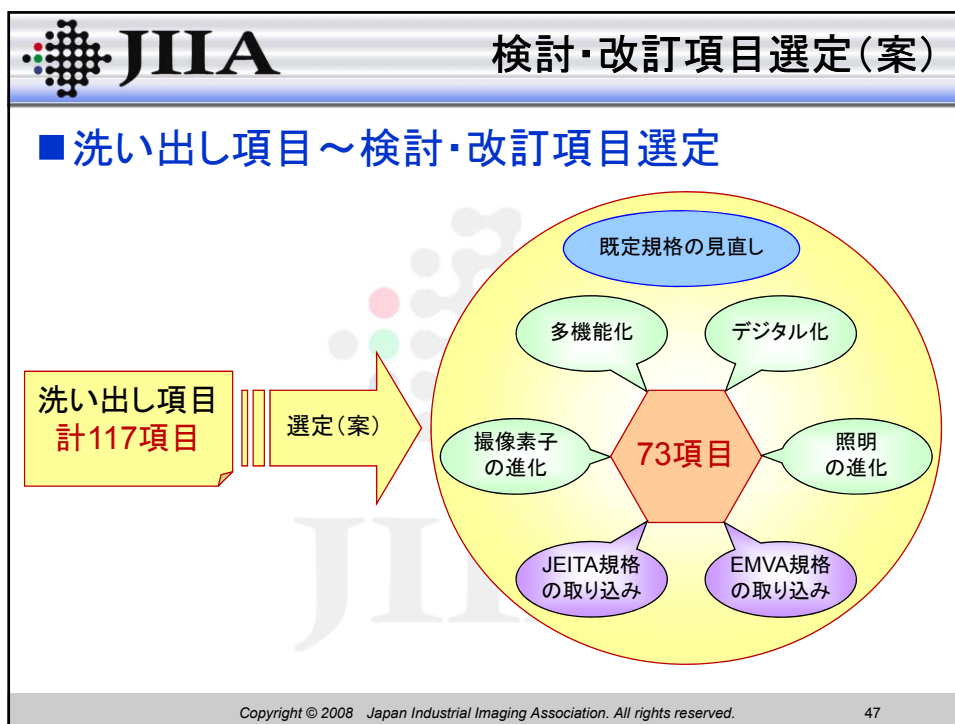 JIIA
検討・改訂項目選定(案)
■洗い出し項目～検討・改訂項目選定
既定規格の見直し
多機能化
デジタル化
洗い出し項目
計117項目
選定(案)
撮像素子
の進化
73項目
照明
の進化
JEITA規格
の取り込み
EMVA規格
の取り込み
JIIA
Copyright © 2008 Japan Industrial Imaging Association. All rights reserved.
47